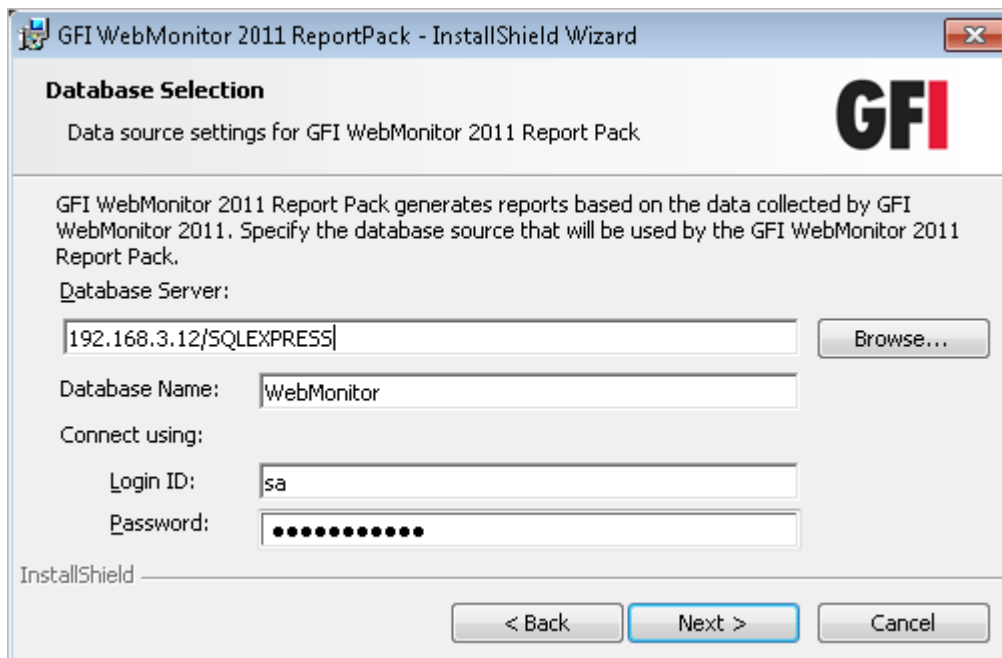 GFI WebMonitor 2011 ReportPack - InstallShield Wizard
Database Selection
Data source settings for GFI WebMonitor 2011 Report Pack
GFI
GFI WebMonitor 2011 Report Pack generates reports based on the data collected by GFI
WebMonitor 2011. Specify the database source that will be used by the GFI WebMonitor 2011
Report Pack.
Database Server:
192.168.3.12/SQLEXPRESS
Browse...
Database Name:
WebMonitor
Connect using:
Login ID:
sa
Password:
●●●●●●●●●●●
InstallShield
< Back
Next >
Cancel